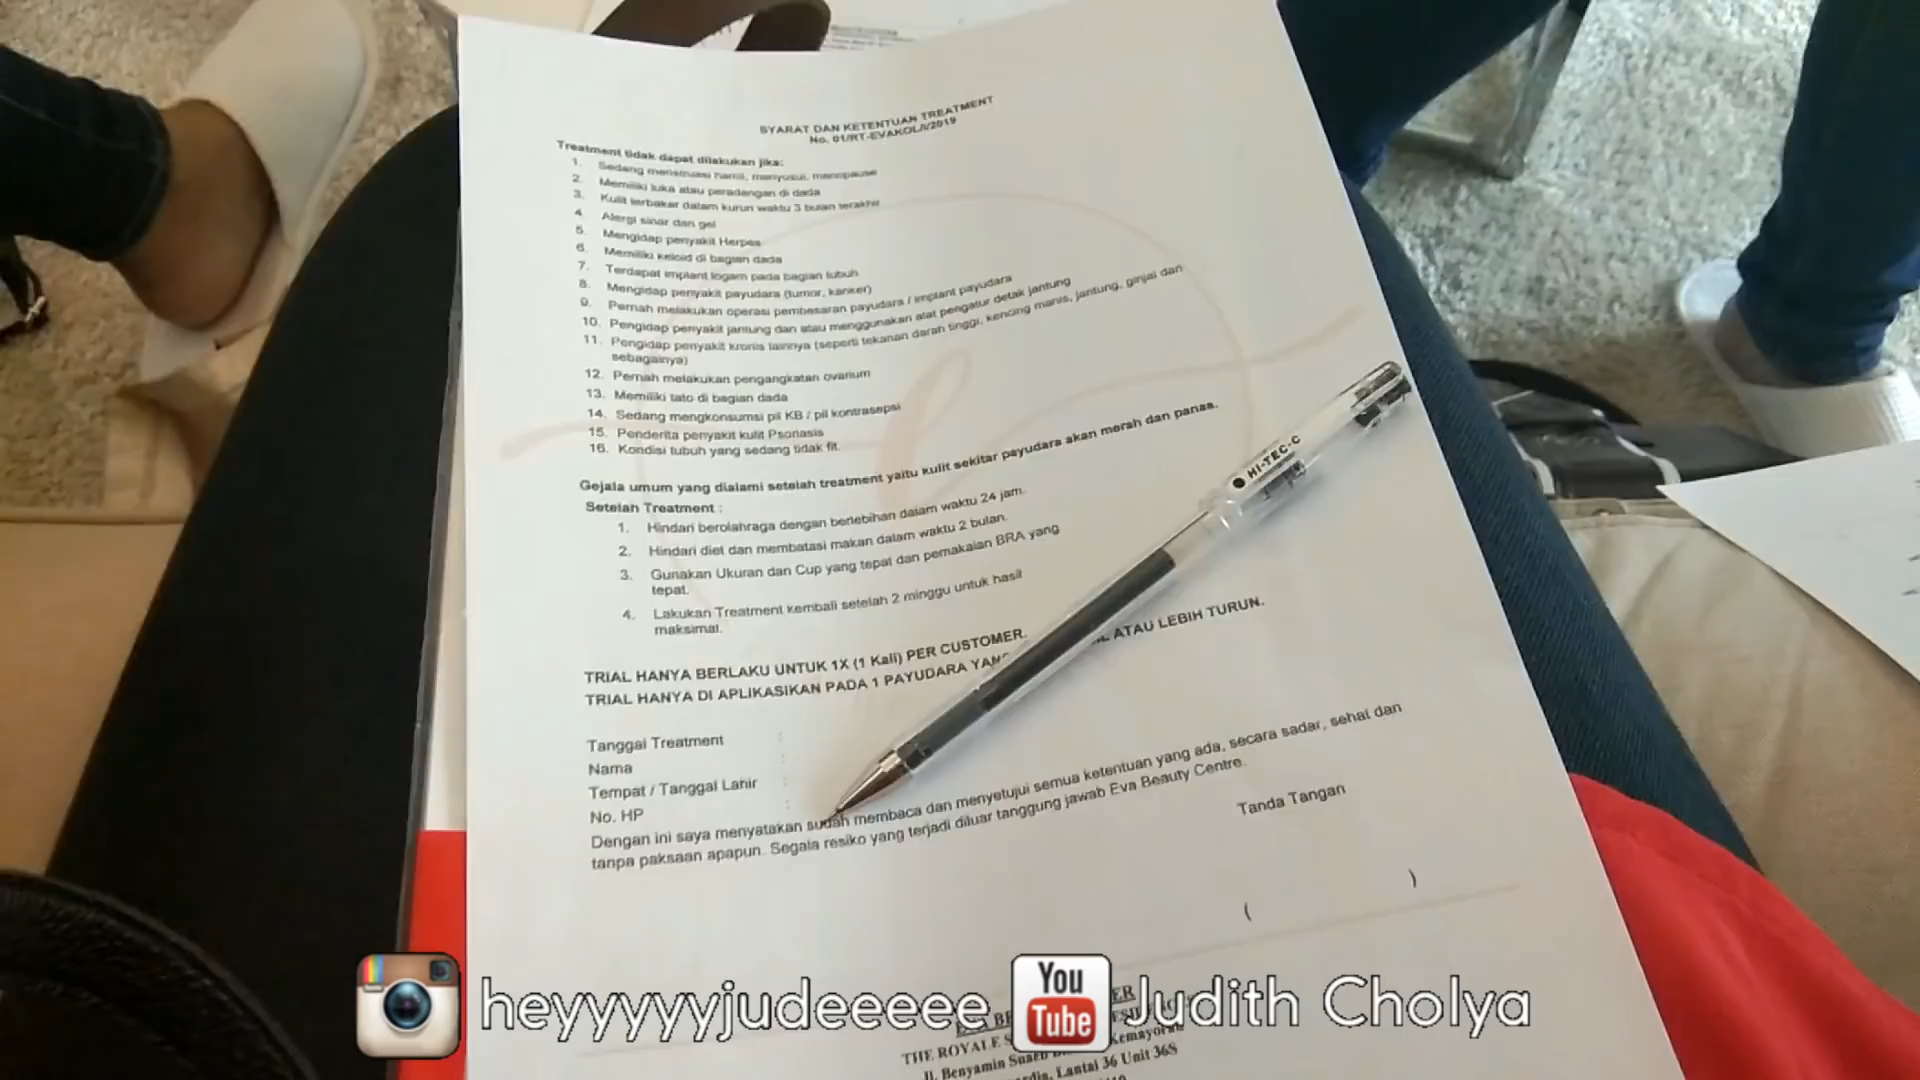 SYARAT DAN KETENTUAN TREATMENT
No. 01/RT-EVAKOL/I/2019
Treatment tidak dapat dilakukan jika:
1. Sedang menstruasi hamil, menyusui, menopause
2. Memiliki luka atau peradangan di dada
3. Kulit terbakar dalam kurun waktu 3 bulan terakhir
4. Alergi sinar dan gel
5. Mengidap penyakit Herpes
6. Memiliki keloid di bagian dada
7. Terdapat implant logam pada bagian tubuh
8. Mengidap penyakit payudara (tumor, kanker)
9. Pernah melakukan operasi pembesaran payudara / implant payudara
10. Pengidap penyakit jantung dan atau menggunakan alat pengatur detak jantung
11. Pengidap penyakit kronis lainnya (seperti tekanan darah tinggi, kencing manis, jantung, ginjal dan
sebagainya)
12. Pernah melakukan pengangkatan ovarium
13. Memiliki tato di bagian dada
14. Sedang mengkonsumsi pil KB / pil kontrasepsi
15. Penderita penyakit kulit Psoriasis
16. Kondisi tubuh yang sedang tidak fit.
Gejala umum yang dialami setelah treatment yaitu kulit sekitar payudara akan merah dan panas.
Setelah Treatment :
1. Hindari berolahraga dengan berlebihan dalam waktu 24 jam.
2. Hindari diet dan membatasi makan dalam waktu 2 bulan.
3. Gunakan Ukuran dan Cup yang tepat dan pemakaian BRA yang
tepat.
4. Lakukan Treatment kembali setelah 2 minggu untuk hasil
maksimal.
TRIAL HANYA BERLAKU UNTUK 1X (1 Kali) PER CUSTOMER.
TRIAL HANYA DI APLIKASIKAN PADA 1 PAYUDARA ATAU LEBIH TURUN.
HI-TEC-C
Tanggal Treatment :
Nama :
Tempat / Tanggal Lahir :
No. HP :
Dengan ini saya menyatakan sudah membaca dan menyetujui semua ketentuan yang ada, secara sadar, sehat dan
tanpa paksaan apapun. Segala resiko yang terjadi diluar tanggung jawab Eva Beauty Centre.
Tanda Tangan
( )
heyyyyyyjudeeeee You Tube Judith Cholya
THE ROYALE
Jl. Benyamin Kemayoran
Lantai 36 Unit 36S